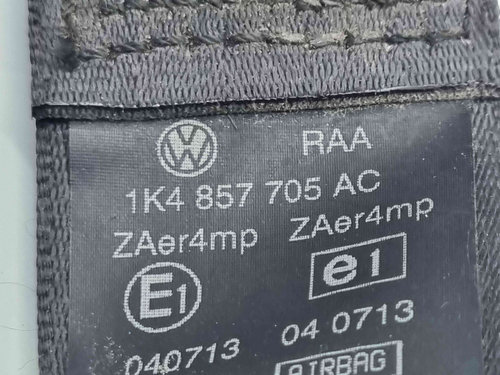 RAA
1K4 857 705 AC
ZAer4mp ZAer4mp
E1 e1
040713 04 0713
AIRBAG